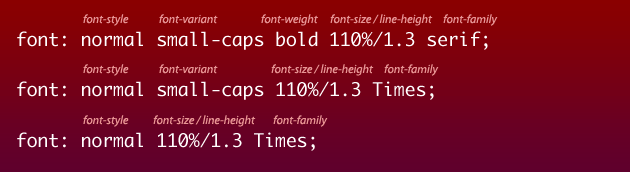 font-style font-variant font-weight font-size / line-height font-family
font: normal small-caps bold 110%/1.3 serif;
font-style font-variant font-size / line-height font-family
font: normal small-caps 110%/1.3 Times;
font-style font-size / line-height font-family
font: normal 110%/1.3 Times;